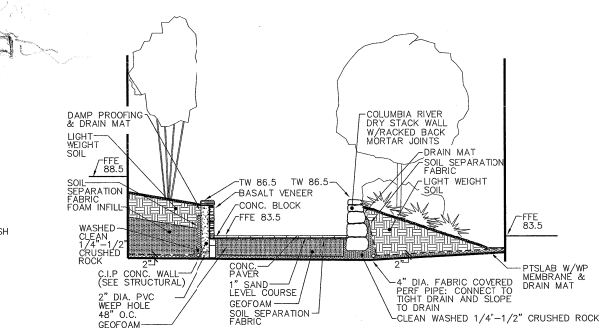 DAMP PROOFING
& DRAIN MAT
LIGHT
WEIGHT
SOIL
FFE
88.5
SOIL
SEPARATION
FABRIC
FOAM INFILL
SH
WASHED
CLEAN
1/4"-1/2"
CRUSHED
ROCK
2"
C.I.P CONC. WALL
(SEE STRUCTURAL)
2" DIA. PVC
WEEP HOLE
48" O.C.
GEOFOAM
TW 86.5
BASALT VENEER
CONC. BLOCK
FFE
83.5
CONC.
PAVER
1" SAND
LEVEL COURSE
GEOFOAM
SOIL SEPARATION
FABRIC
TW 86.5
COLUMBIA RIVER
DRY STACK WALL
W/RACKED BACK
MORTAR JOINTS
DRAIN MAT
SOIL SEPARATION
FABRIC
LIGHT WEIGHT
SOIL
FFE
83.5
2"
PTSLAB W/WP
MEMBRANE &
DRAIN MAT
4" DIA. FABRIC COVERED
PERF PIPE: CONNECT TO
TIGHT DRAIN AND SLOPE
TO DRAIN
CLEAN WASHED 1/4"-1/2" CRUSHED ROCK